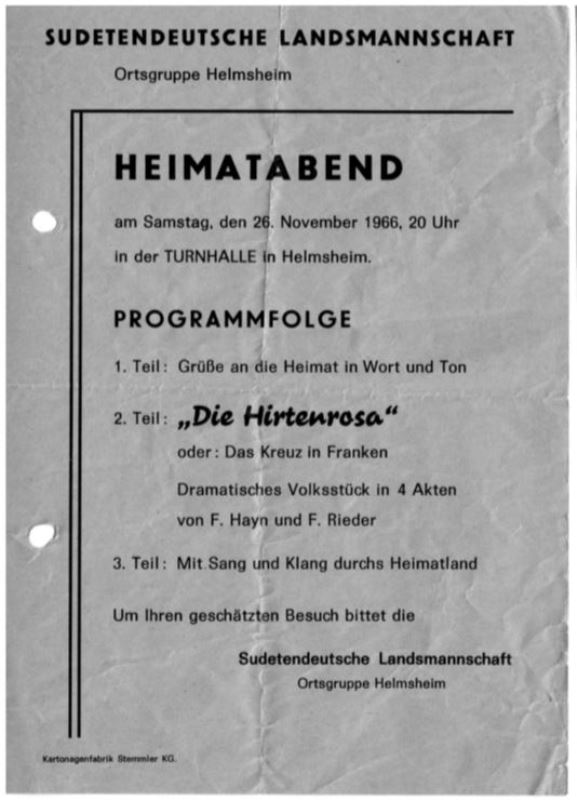 SUDETENDEUTSCHE LANDSMANNSCHAFT
Ortsgruppe Helmsheim
HEIMATABEND
am Samstag, den 26. November 1966, 20 Uhr
in der TURNHALLE in Helmsheim.
PROGRAMMFOLGE
1. Teil: Grüße an die Heimat in Wort und Ton
2. Teil: „Die Hirtenrosa“
oder: Das Kreuz in Franken
Dramatisches Volksstück in 4 Akten
von F. Hayn und F. Rieder
3. Teil: Mit Sang und Klang durchs Heimatland
Um Ihren geschätzten Besuch bittet die
Sudetendeutsche Landsmannschaft
Ortsgruppe Helmsheim
Kartonagenfabrik Stemmler KG.